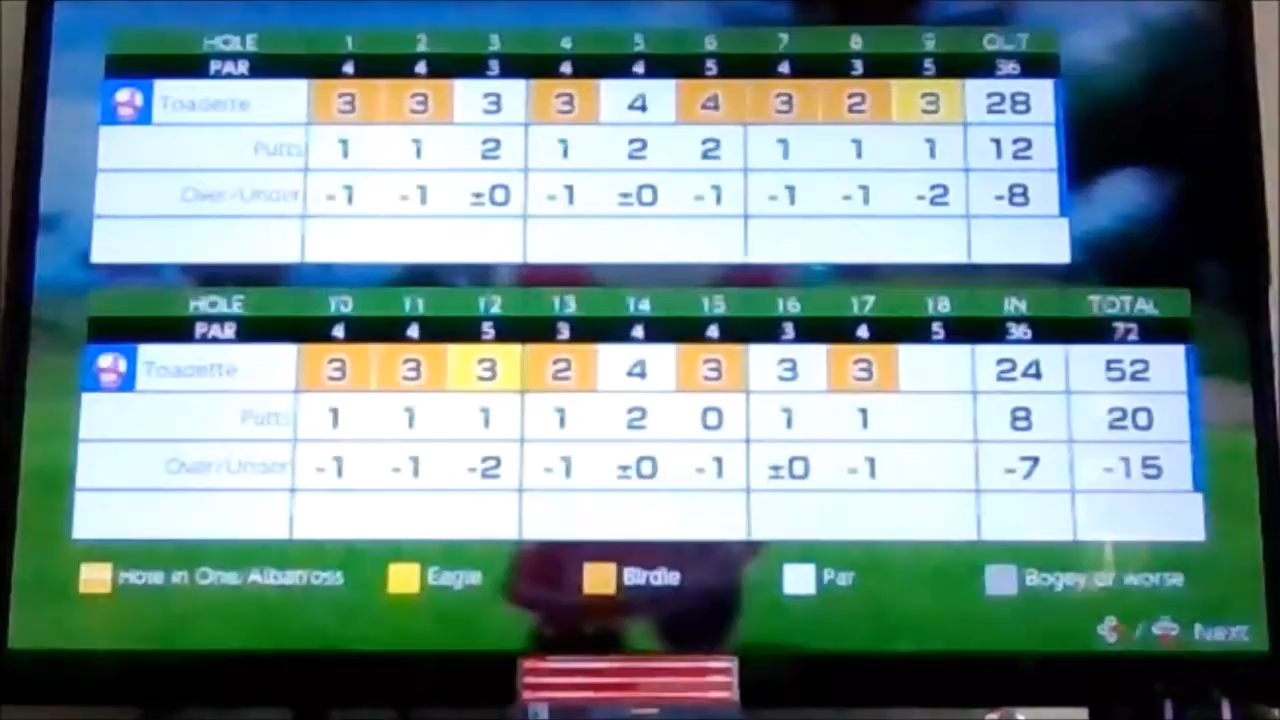 HOLE 1 2 3 4 5 6 7 8 9 OUT
PAR 4 4 3 4 4 5 4 3 5 36
Toadette 3 3 3 3 4 4 3 2 3 28
Putts 1 1 2 1 2 2 1 1 1 12
Over/Under -1 -1 ±0 -1 ±0 -1 -1 -1 -2 -8
HOLE 10 11 12 13 14 15 16 17 18 IN TOTAL
PAR 4 4 5 3 4 4 3 4 5 36 72
Toadette 3 3 3 2 4 3 3 3 24 52
Putts 1 1 1 1 2 0 1 1 8 20
Over/Under -1 -1 -2 -1 ±0 -1 ±0 -1 -7 -15
Hole in One/Albatross Eagle Birdie Par Bogey or worse
/ Next